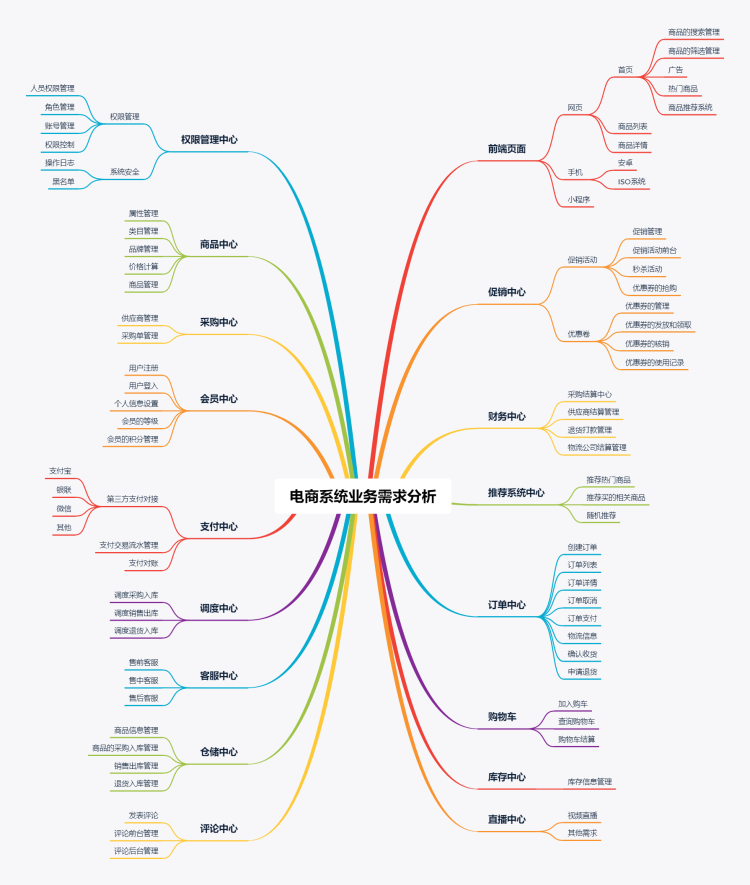 电商系统业务需求分析
前端页面
网页
首页
商品的搜索管理
商品的筛选管理
广告
热门商品
商品推荐系统
商品列表
商品详情
手机
安卓
ISO系统
小程序
促销中心
促销活动
促销管理
促销活动前台
秒杀活动
优惠券的抢购
优惠卷
优惠券的管理
优惠券的发放和领取
优惠券的核销
优惠券的使用记录
财务中心
采购结算中心
供应商结算管理
退货打款管理
物流公司结算管理
推荐系统中心
推荐热门商品
推荐买的相关商品
随机推荐
订单中心
创建订单
订单列表
订单详情
订单取消
订单支付
物流信息
确认收货
申请退货
购物车
加入购车
查询购物车
购物车结算
库存中心
库存信息管理
直播中心
视频直播
其他需求
权限管理中心
权限管理
人员权限管理
角色管理
账号管理
权限控制
系统安全
操作日志
黑名单
商品中心
属性管理
类目管理
品牌管理
价格计算
商品管理
采购中心
供应商管理
采购单管理
会员中心
用户注册
用户登入
个人信息设置
会员的等级
会员的积分管理
支付中心
第三方支付对接
支付宝
银联
微信
其他
支付交易流水管理
支付对账
调度中心
调度采购入库
调度销售出库
调度退货入库
客服中心
售前客服
售中客服
售后客服
仓储中心
商品信息管理
商品的采购入库管理
销售出库管理
退货入库管理
评论中心
发表评论
评论前台管理
评论后台管理